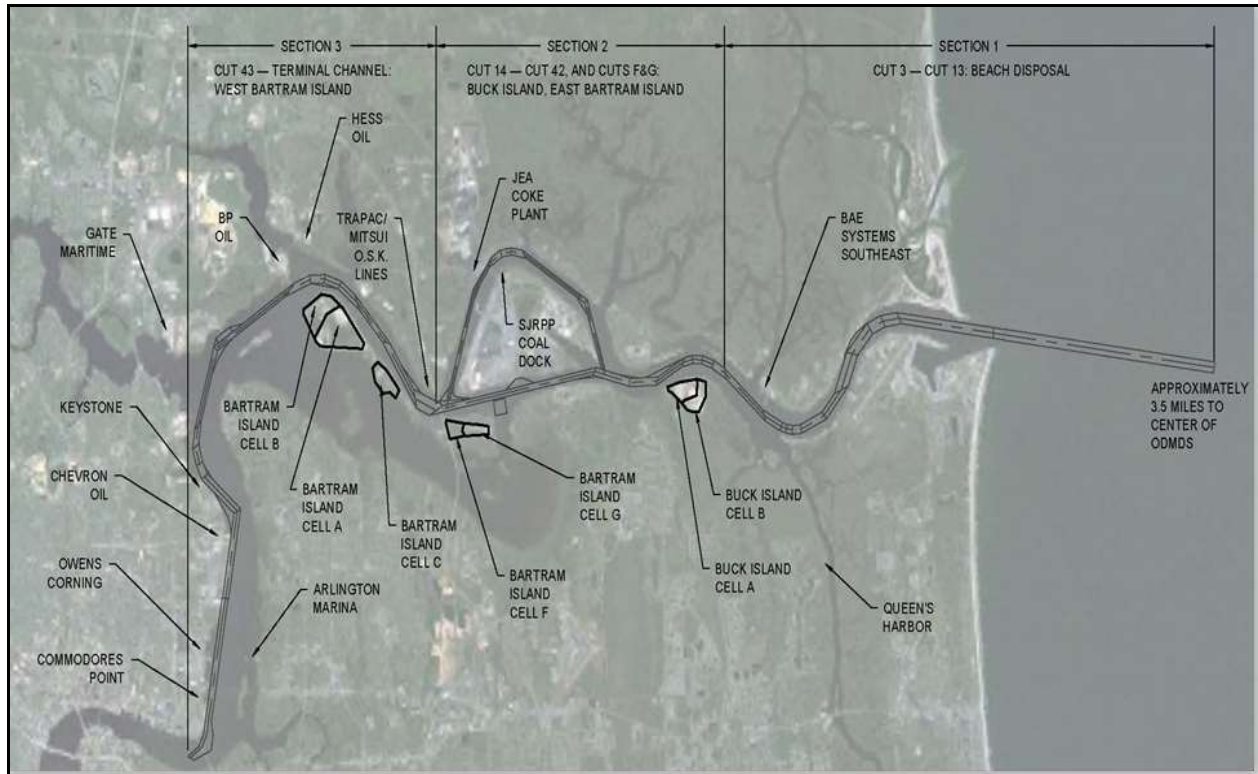 SECTION 3
SECTION 2
SECTION 1
CUT 43 — TERMINAL CHANNEL:
WEST BARTRAM ISLAND
CUT 14 — CUT 42, AND CUTS F&G:
BUCK ISLAND, EAST BARTRAM ISLAND
CUT 3 — CUT 13: BEACH DISPOSAL
HESS
OIL
JEA
COKE
PLANT
BP
OIL
TRAPAC/
MITSUI
O.S.K.
LINES
BAE
SYSTEMS
SOUTHEAST
GATE
MARITIME
SJRPP
COAL
DOCK
APPROXIMATELY
3.5 MILES TO
CENTER OF
ODMDS
KEYSTONE
BARTRAM
ISLAND
CELL B
CHEVRON
OIL
BARTRAM
ISLAND
CELL A
BARTRAM
ISLAND
CELL C
BARTRAM
ISLAND
CELL G
BUCK ISLAND
CELL B
OWENS
CORNING
ARLINGTON
MARINA
BARTRAM
ISLAND
CELL F
BUCK ISLAND
CELL A
QUEEN'S
HARBOR
COMMODORES
POINT